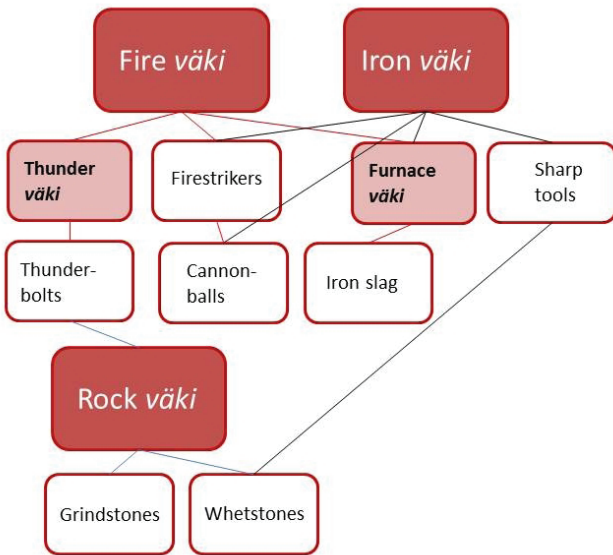 Fire väki
Iron väki
Thunder
väki
Firestrikers
Furnace
väki
Sharp
tools
Thunder-
bolts
Cannon-
balls
Iron slag
Rock väki
Grindstones
Whetstones